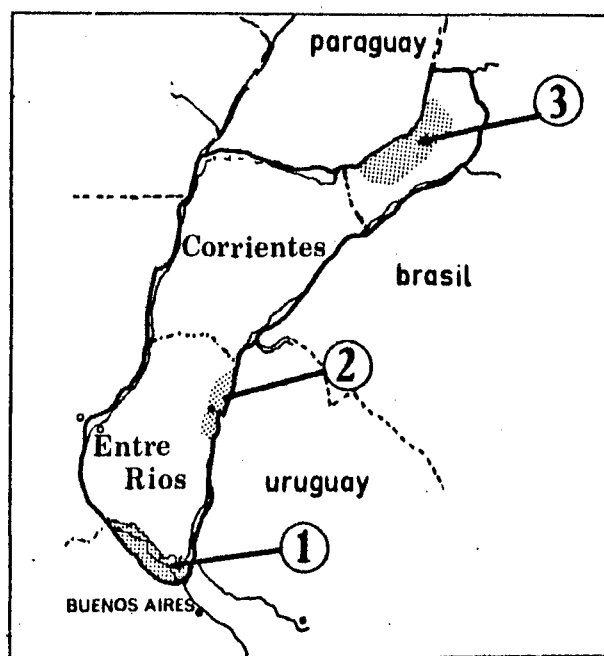 paraguay
3
Corrientes
brasil
2
Entre
Rios
uruguay
1
BUENOS AIRES